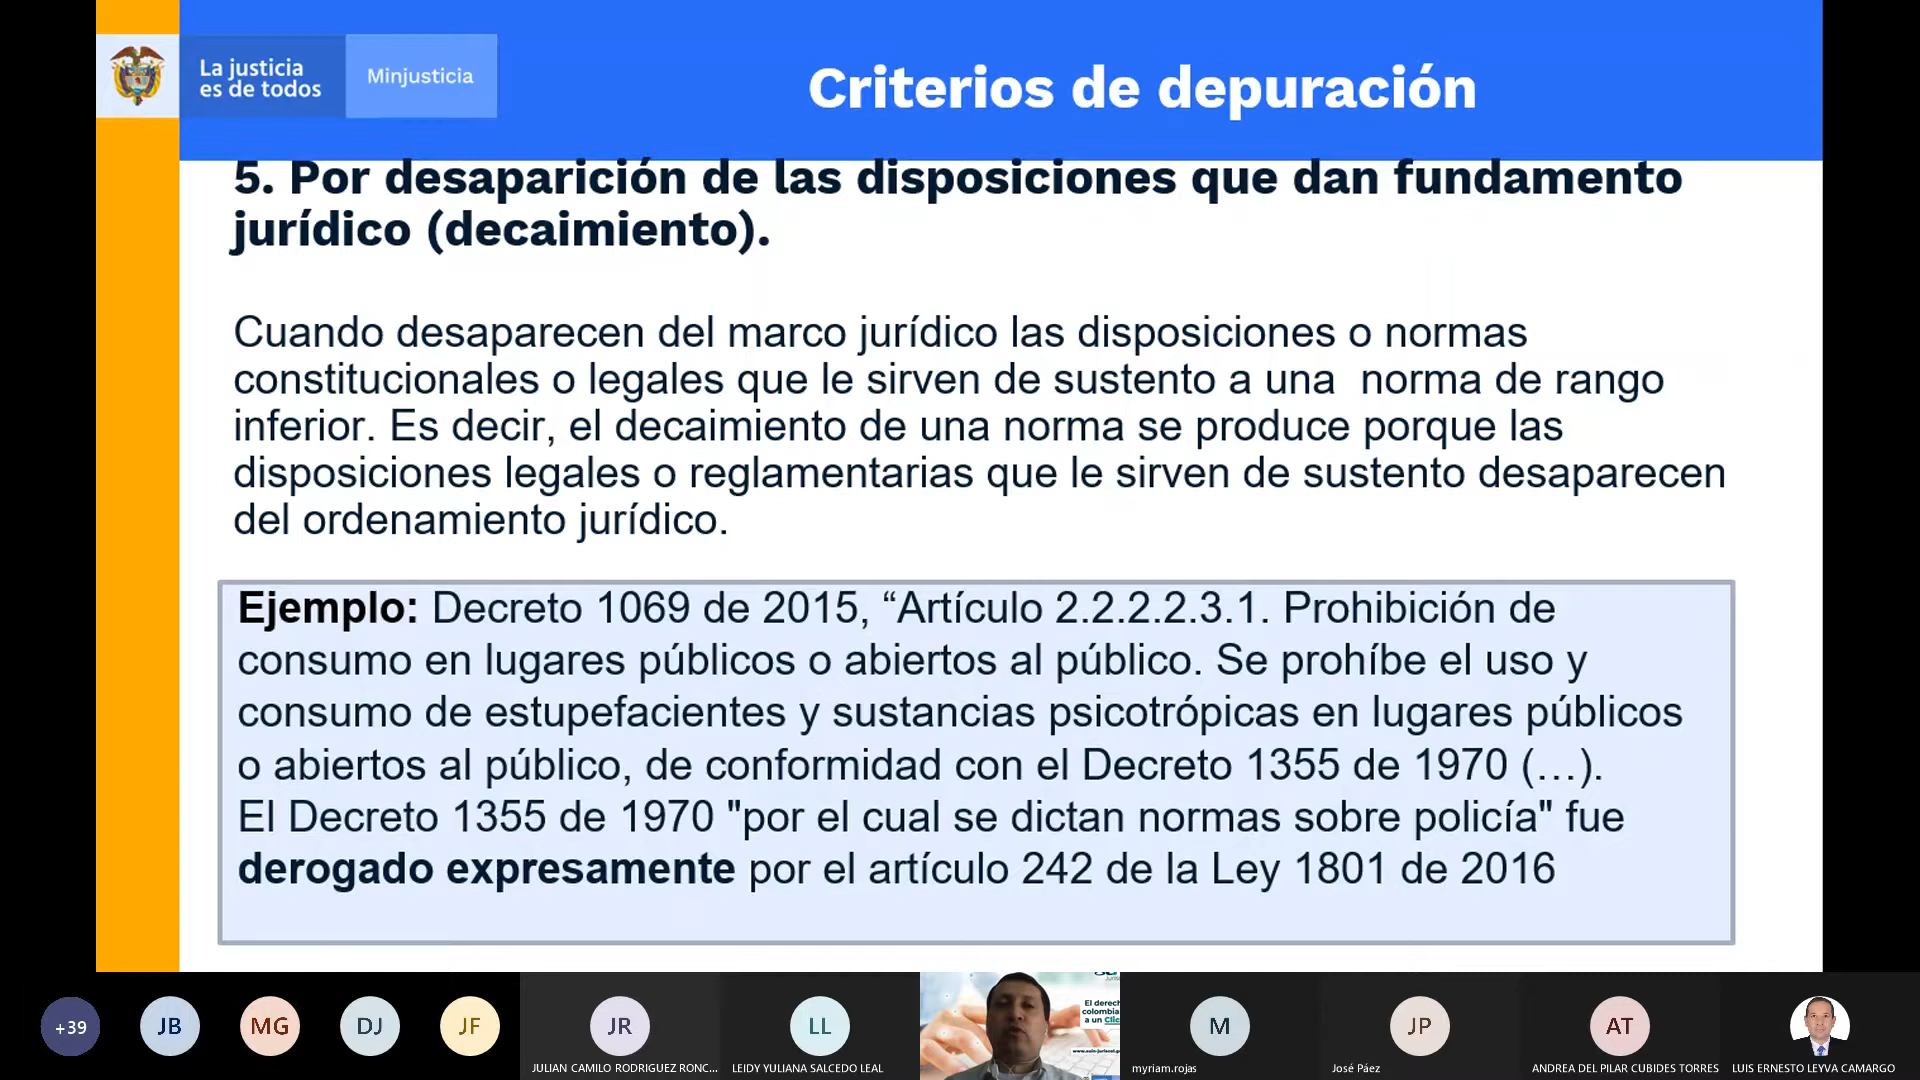 La justicia
es de todos
Minjusticia
Criterios de depuración
5. Por desaparición de las disposiciones que dan fundamento
jurídico (decaimiento).
Cuando desaparecen del marco jurídico las disposiciones o normas
constitucionales o legales que le sirven de sustento a una norma de rango
inferior. Es decir, el decaimiento de una norma se produce porque las
disposiciones legales o reglamentarias que le sirven de sustento desaparecen
del ordenamiento jurídico.
Ejemplo: Decreto 1069 de 2015, “Artículo 2.2.2.2.3.1. Prohibición de
consumo en lugares públicos o abiertos al público. Se prohíbe el uso y
consumo de estupefacientes y sustancias psicotrópicas en lugares públicos
o abiertos al público, de conformidad con el Decreto 1355 de 1970 (…).
El Decreto 1355 de 1970 "por el cual se dictan normas sobre policía" fue
derogado expresamente por el artículo 242 de la Ley 1801 de 2016
+39
JB
MG
DJ
JF
JR
JULIAN CAMILO RODRIGUEZ RONC...
LL
LEIDY YULIANA SALCEDO LEAL
El derech
colombia
a un Clic
M
myriam.rojas
JP
José Páez
AT
ANDREA DEL PILAR CUBIDES TORRES
LUIS ERNESTO LEYVA CAMARGO